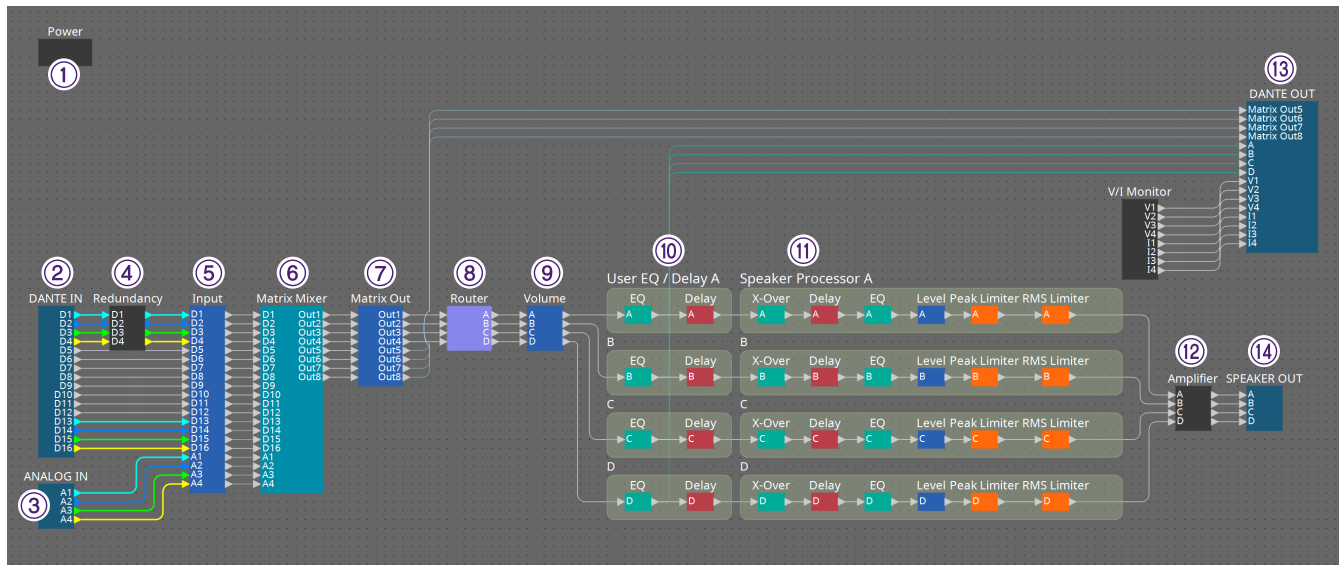 Power
①
⑬
DANTE OUT
Matrix Out5
Matrix Out6
Matrix Out7
Matrix Out8
A
B
C
D
V1
V2
V3
V4
I1
I2
I3
I4
V/I Monitor
V1
V2
V3
V4
I1
I2
I3
I4
②
DANTE IN
D1
D2
D3
D4
D5
D6
D7
D8
D9
D10
D11
D12
D13
D14
D15
D16
③
ANALOG IN
A1
A2
A3
A4
④
Redundancy
D1
D2
D3
D4
⑤
Input
D1
D2
D3
D4
D5
D6
D7
D8
D9
D10
D11
D12
D13
D14
D15
D16
A1
A2
A3
A4
⑥
Matrix Mixer
D1 Out1
D2 Out2
D3 Out3
D4 Out4
D5 Out5
D6 Out6
D7 Out7
D8 Out8
D9
D10
D11
D12
D13
D14
D15
D16
A1
A2
A3
A4
⑦
Matrix Out
Out1
Out2
Out3
Out4
Out5
Out6
Out7
Out8
⑧
Router
A
B
C
D
⑨
Volume
A
B
C
D
⑩
User EQ / Delay A
EQ Delay
A A
B
EQ Delay
B B
C
EQ Delay
C C
D
EQ Delay
D D
⑪
Speaker Processor A
X-Over Delay EQ Level Peak Limiter RMS Limiter
A A A A A A
B
X-Over Delay EQ Level Peak Limiter RMS Limiter
B B B B B B
C
X-Over Delay EQ Level Peak Limiter RMS Limiter
C C C C C C
D
X-Over Delay EQ Level Peak Limiter RMS Limiter
D D D D D D
⑫
Amplifier
A
B
C
D
⑭
SPEAKER OUT
A
B
C
D